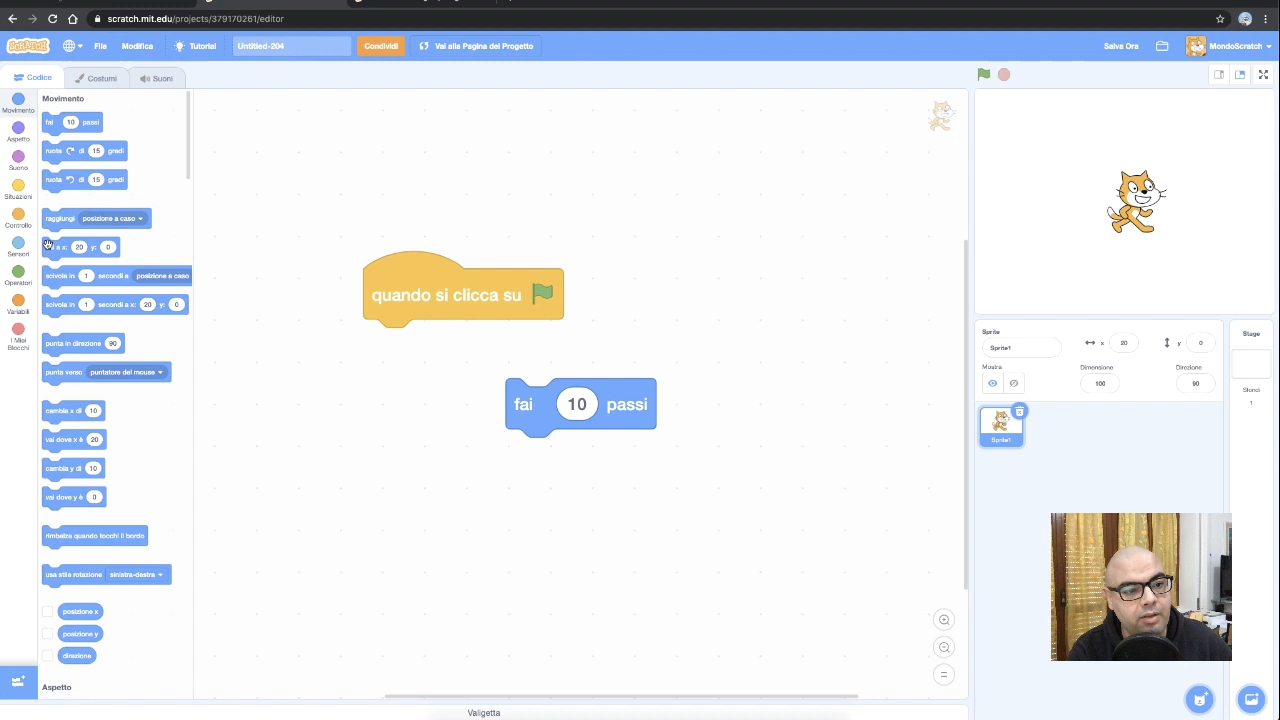 scratch.mit.edu/projects/379170261/editor
SCRATCH
File
Modifica
Tutorial
Untitled-204
Condividi
Vai alla Pagina del Progetto
Salva Ora
MondoScratch
Codice
Costumi
Suoni
Movimento
Aspetto
Suono
Situazioni
Controllo
Sensori
Operatori
Variabili
I Miei
Blocchi
Movimento
fai 10 passi
ruota di 15 gradi
ruota di 15 gradi
raggiungi posizione a caso
a x: 20 y: 0
scivola in 1 secondi a posizione a caso
scivola in 1 secondi a x: 20 y: 0
punta in direzione 90
punta verso puntatore del mouse
cambia x di 10
vai dove x è 20
cambia y di 10
vai dove y è 0
rimbalza quando tocchi il bordo
usa stile rotazione sinistra-destra
posizione x
posizione y
direzione
Aspetto
quando si clicca su
fai 10 passi
Valigetta
Sprite
Sprite1
x 20
y 0
Mostra
Dimensione
100
Direzione
90
Sprite1
Stage
Sfondi
1